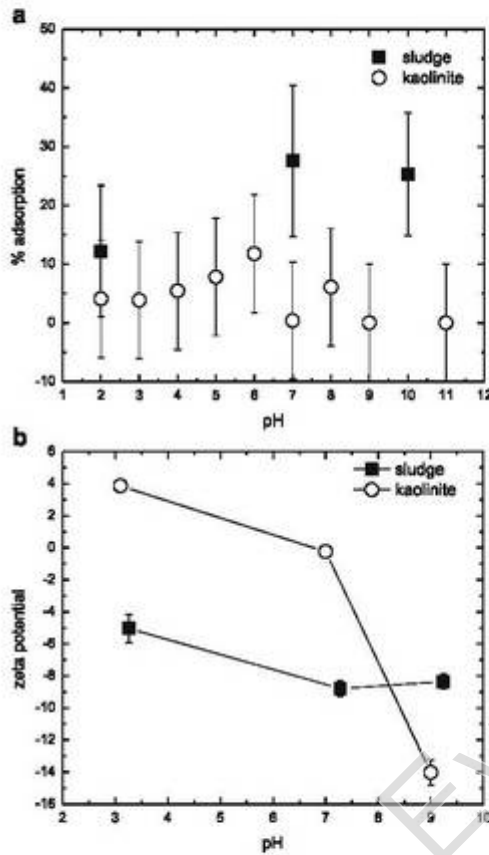 a
50
sludge
kaolinite
40
30
20
10
0
-10
% adsorption
1 2 3 4 5 6 7 8 9 10 11 12
pH
b
6
sludge
kaolinite
4
2
0
-2
-4
-6
-8
-10
-12
-14
-16
zeta potential
2 3 4 5 6 7 8 9 10
pH